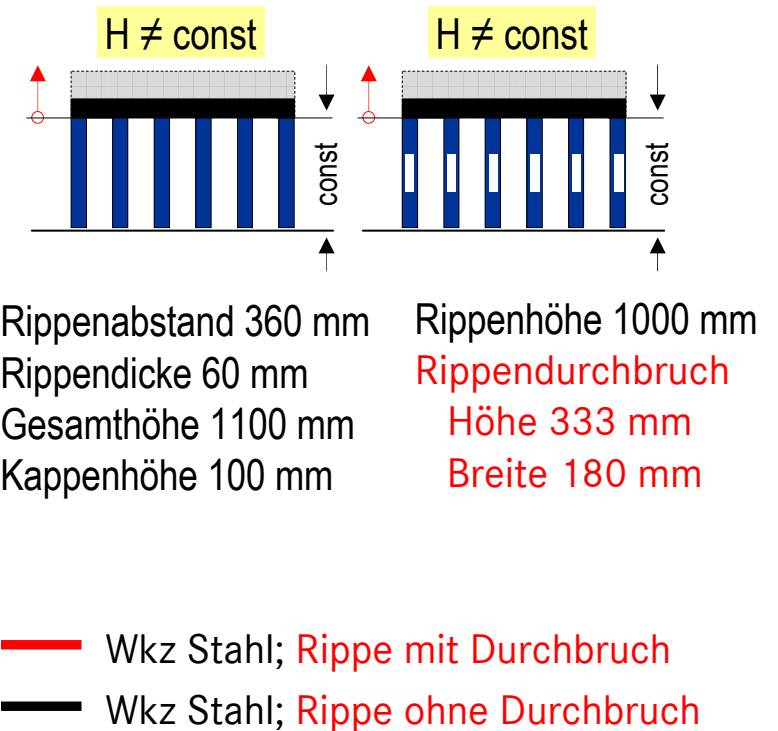 H ≠ const
H ≠ const
const
const
Rippenabstand 360 mm
Rippendicke 60 mm
Gesamthöhe 1100 mm
Kappenhöhe 100 mm
Rippenhöhe 1000 mm
Rippendurchbruch
Höhe 333 mm
Breite 180 mm
Wkz Stahl; Rippe mit Durchbruch
Wkz Stahl; Rippe ohne Durchbruch